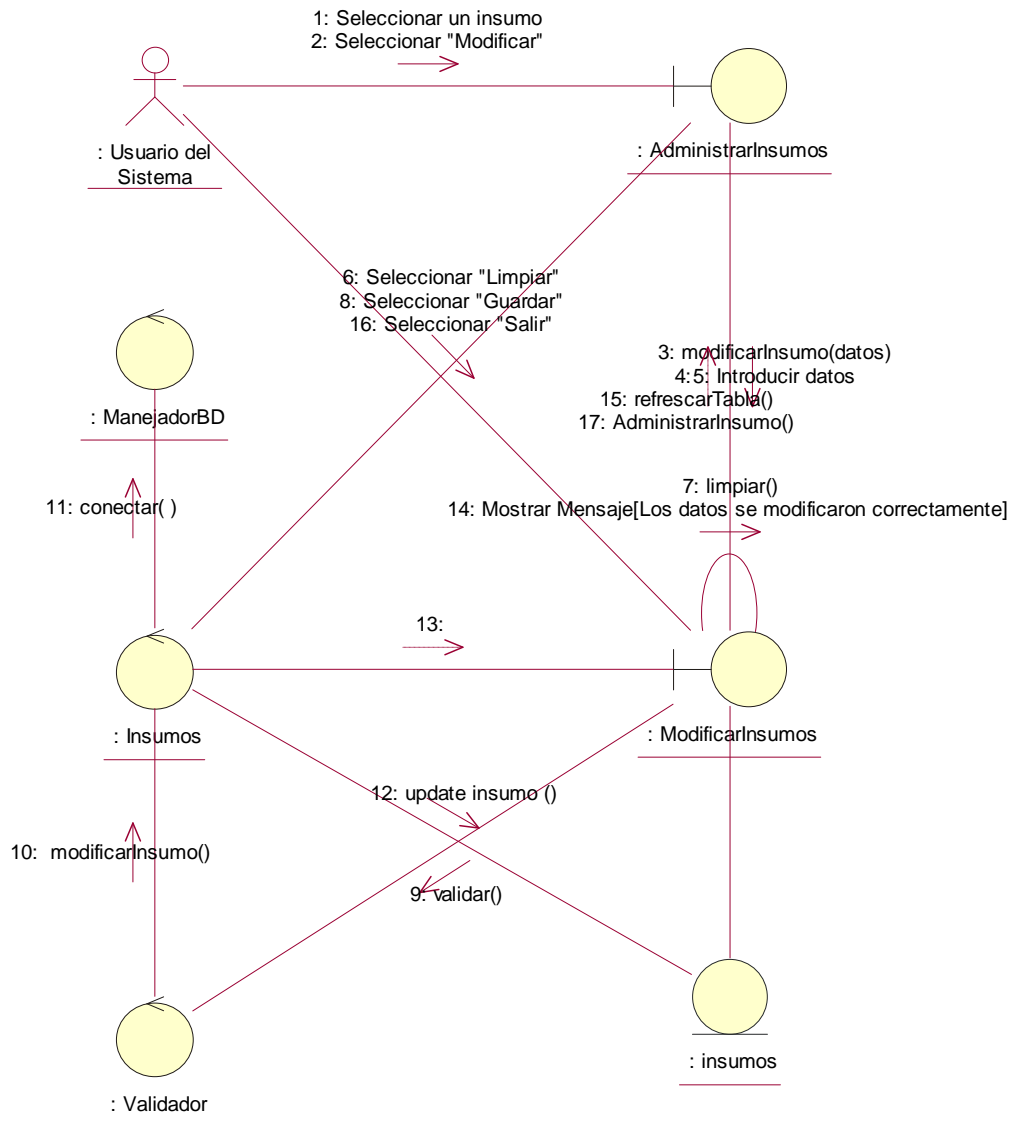 1: Seleccionar un insumo
2: Seleccionar "Modificar"
: Usuario del
Sistema
: AdministrarInsumos
6: Seleccionar "Limpiar"
8: Seleccionar "Guardar"
16: Seleccionar "Salir"
3: modificarInsumo(datos)
4:5: Introducir datos
15: refrescarTabla()
17: AdministrarInsumo()
: ManejadorBD
11: conectar( )
7: limpiar()
14: Mostrar Mensaje[Los datos se modificaron correctamente]
13:
: Insumos
: ModificarInsumos
12: update insumo ()
10: modificarInsumo()
9: validar()
: insumos
: Validador